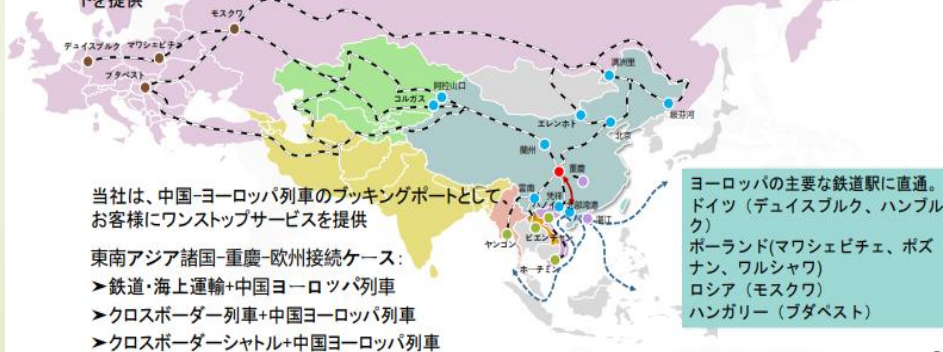 トを提供
モスクワ
デュイスブルク
マワシェビチェ
ブタペスト
満洲里
阿拉山口
コルガス
エレンホト
綏芬河
北京
蘭州
重慶
雲南
凭祥
ハノイ
湛江
ヤンゴン
ビエンチャン
ホーチミン
当社は、中国-ヨーロッパ列車のブッキングポートとして
お客様にワンストップサービスを提供
東南アジア諸国-重慶-欧州接続ケース:
➤鉄道・海上運輸+中国ヨーロッパ列車
➤クロスボーダー列車+中国ヨーロッパ列車
➤クロスボーダーシャトル+中国ヨーロッパ列車
ヨーロッパの主要な鉄道駅に直通。
ドイツ（デュイスブルク、ハンブル
ク）
ポーランド(マワシェビチェ、ポズ
ナン、ワルシャワ)
ロシア（モスクワ）
ハンガリー（ブダペスト）